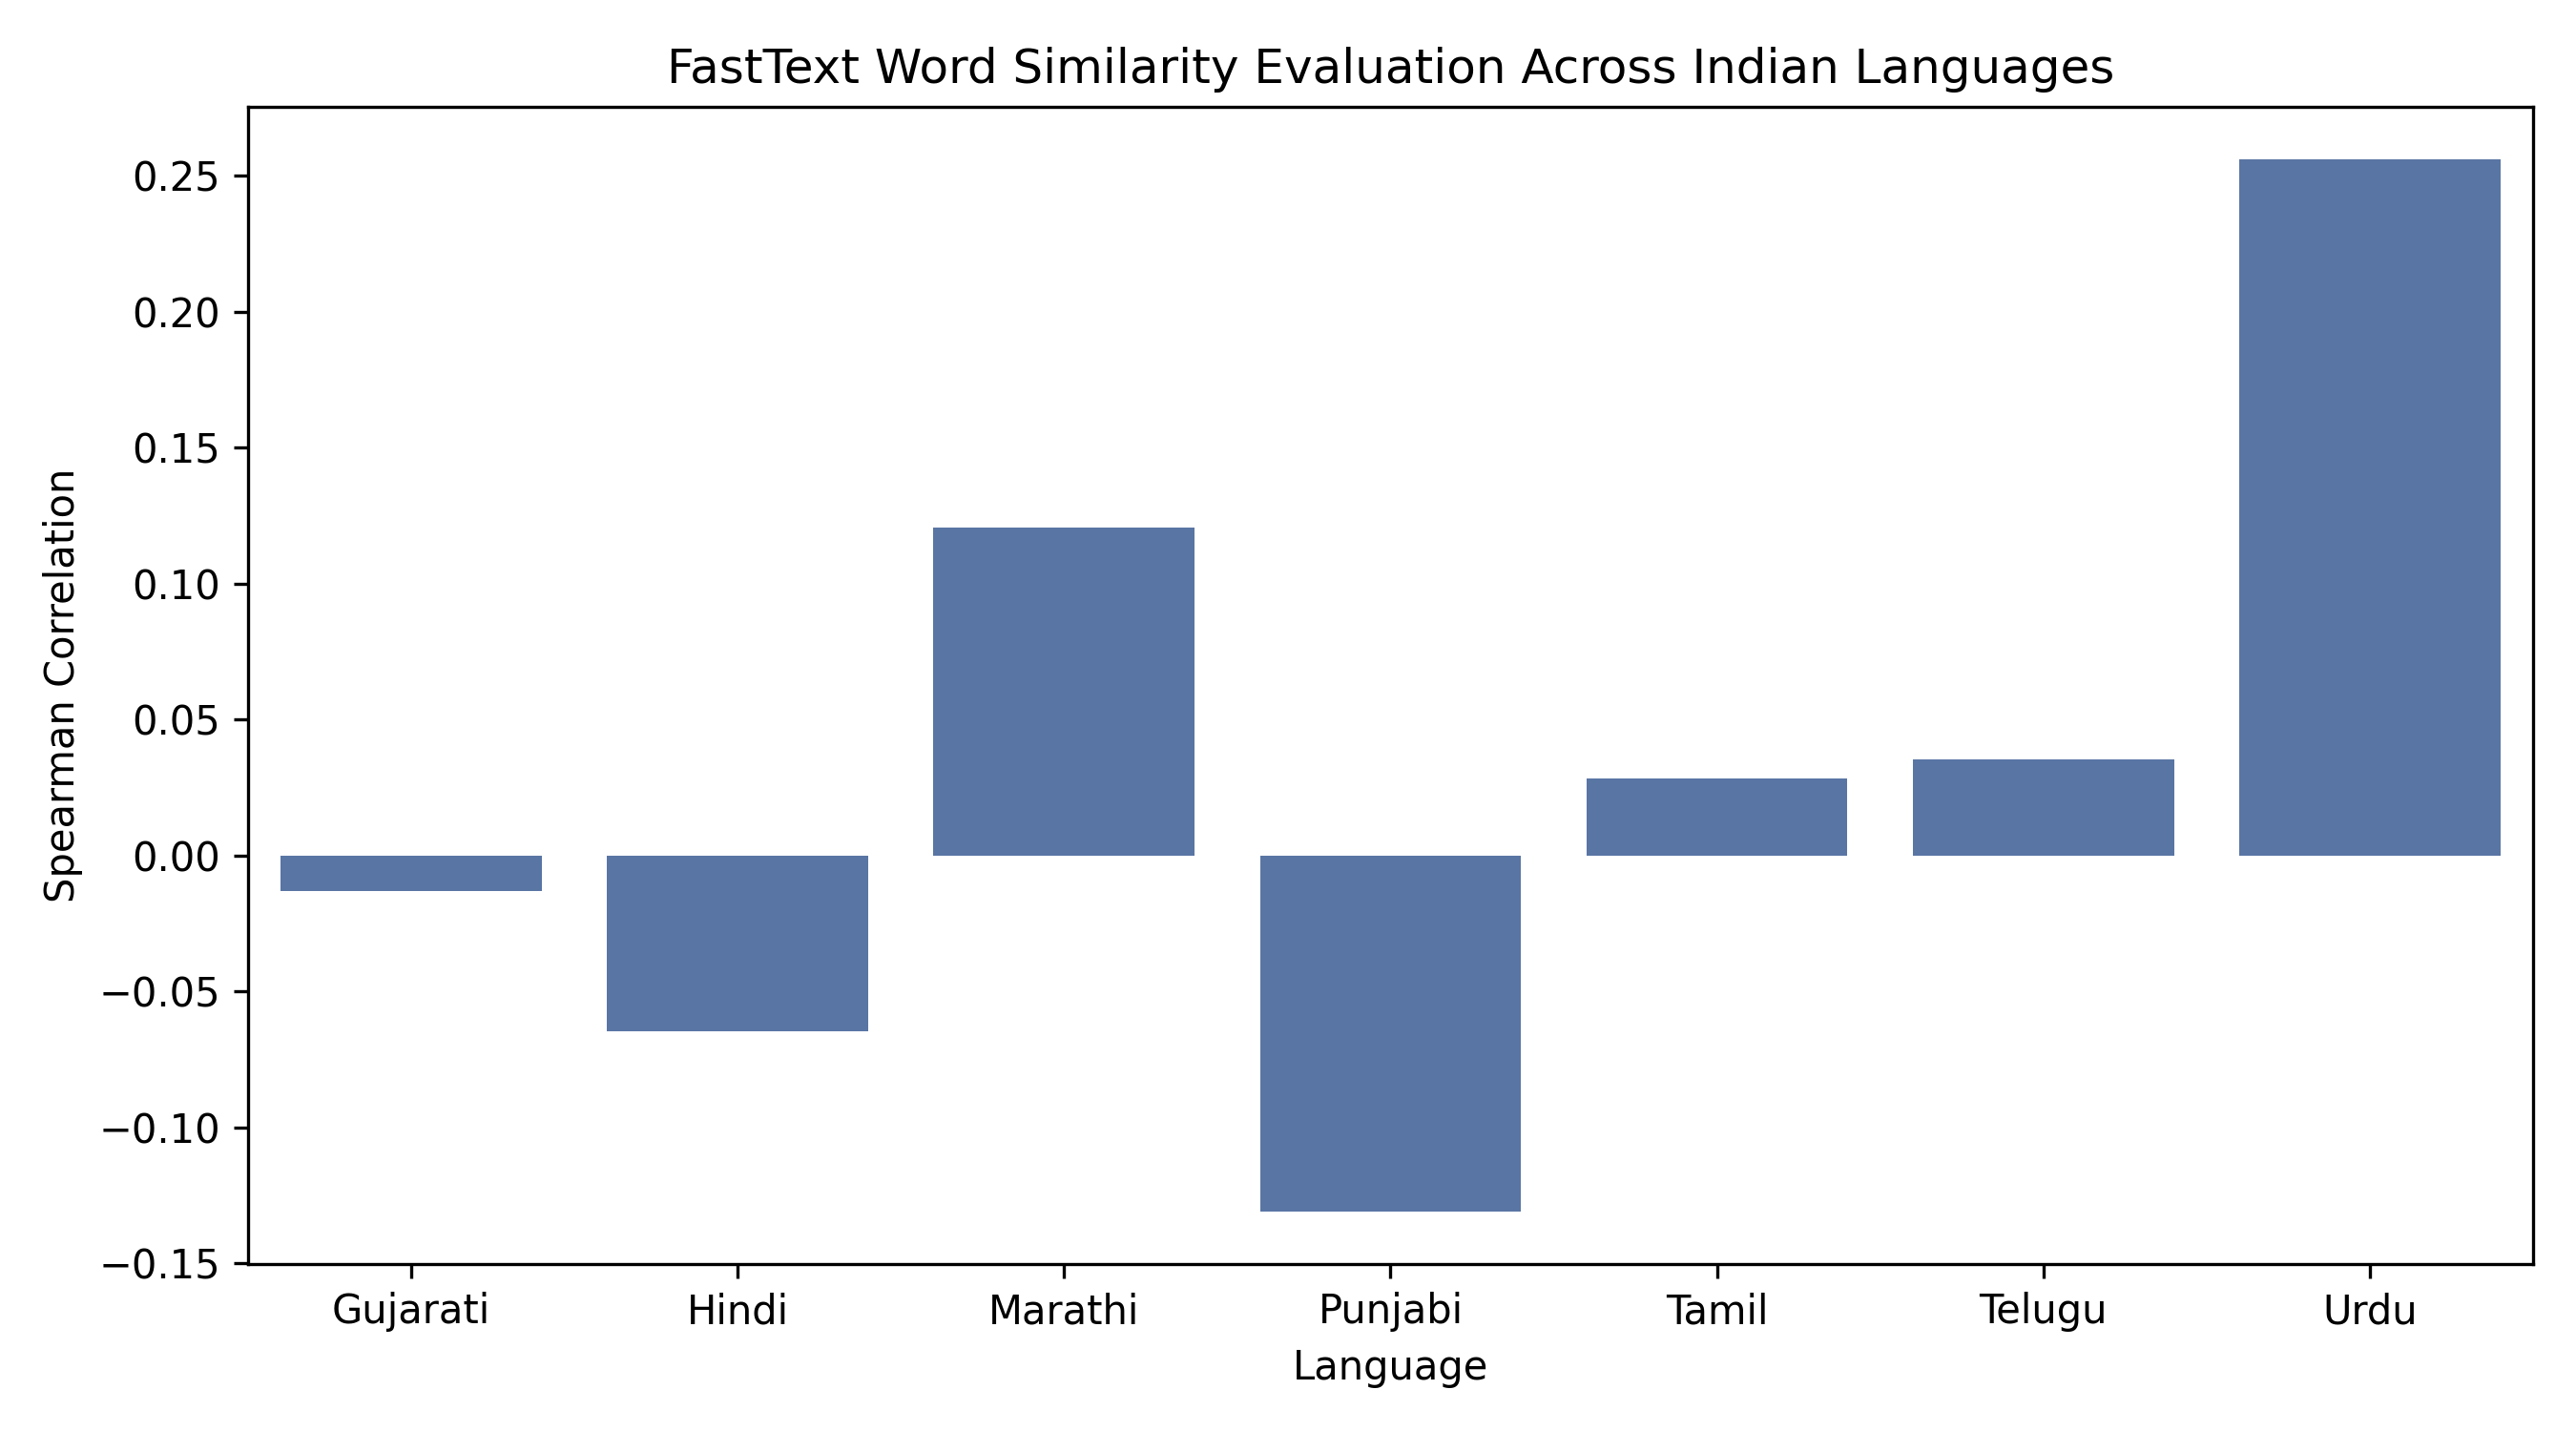 FastText Word Similarity Evaluation Across Indian Languages
0.25
0.20
0.15
0.10
0.05
0.00
−0.05
−0.10
−0.15
Spearman Correlation
Gujarati Hindi Marathi Punjabi Tamil Telugu Urdu
Language